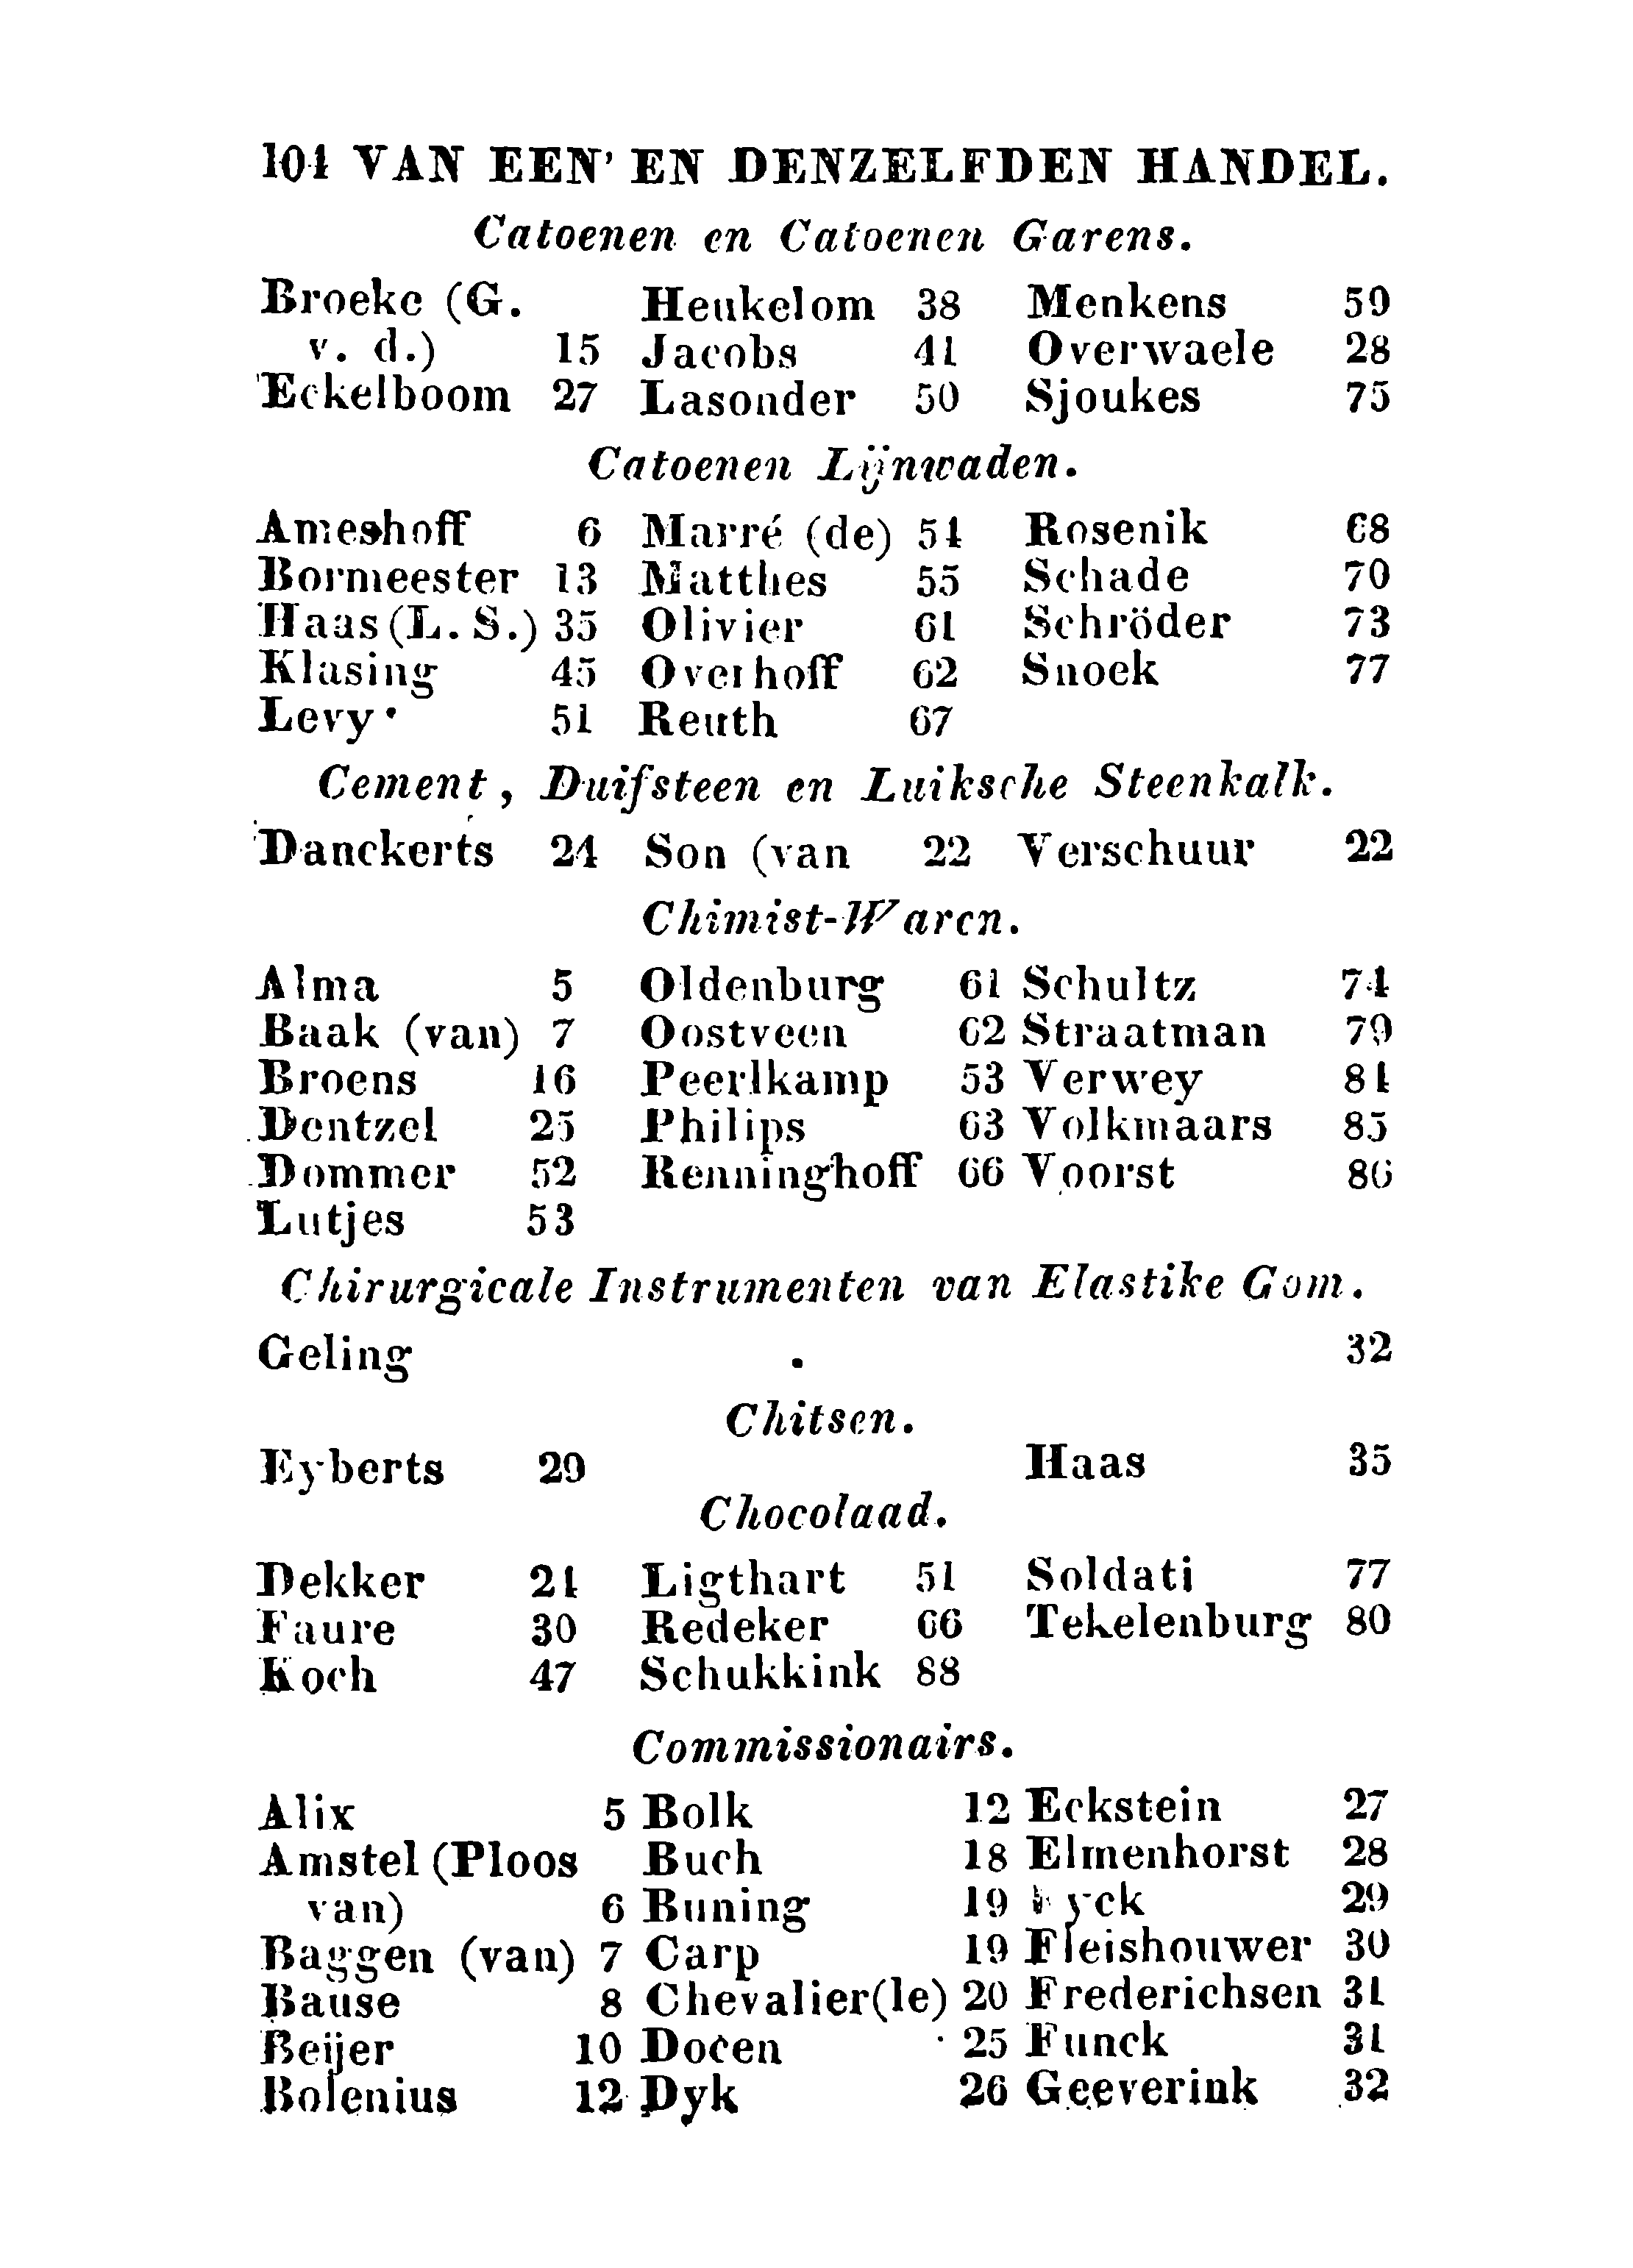 104 VAN EEN' EN DENZELFDEN HANDEL.
Catoenen en Catoenen Garens.
Broeke (G. Heukelom 38 Menkens 59
v. d.) 15 Jacobs 41 Overwaele 28
Eckelboom 27 Lasonder 50 Sjoukes 75
Catoenen Lijnwaden.
Ameshoff 6 Marré (de) 54 Rosenik 68
Bormeester 13 Matthes 55 Schade 70
Haas (L. S.) 35 Olivier 61 Schröder 73
Klasing 45 Overhoff 62 Snoek 77
Levy 51 Reuth 67
Cement, Duifsteen en Luiksche Steenkalk.
Danckerts 24 Son (van 22 Verschuur 22
Chimist-Waren.
Alma 5 Oldenburg 61 Schultz 74
Baak (van) 7 Oostveen 62 Straatman 79
Broens 16 Peerlkamp 53 Verwey 84
Dentzel 25 Philips 63 Volkmaars 85
Dommer 52 Renninghoff 66 Voorst 86
Lutjes 53
Chirurgicale Instrumenten van Elastike Gom.
Geling 32
Chitsen.
Eyberts 29 Haas 35
Chocolaad.
Dekker 24 Ligthart 51 Soldati 77
Faure 30 Redeker 66 Tekelenburg 80
Koch 47 Schukkink 88
Commissionairs.
Alix 5 Bolk 12 Eckstein 27
Amstel (Ploos Buch 18 Elmenhorst 28
van) 6 Buning 19 Eyck 29
Baggen (van) 7 Carp 19 Fleishouwer 30
Bause 8 Chevalier (le) 20 Frederichsen 31
Beijer 10 Docen 25 Funck 31
Bolenius 12 Dyk 26 Geeverink 32